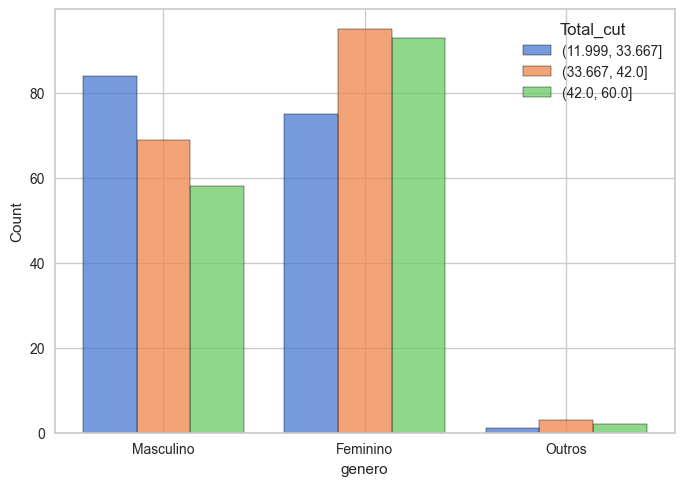 Total_cut
(11.999, 33.667]
(33.667, 42.0]
(42.0, 60.0]
80
60
40
20
0
Count
Masculino
Feminino
Outros
genero